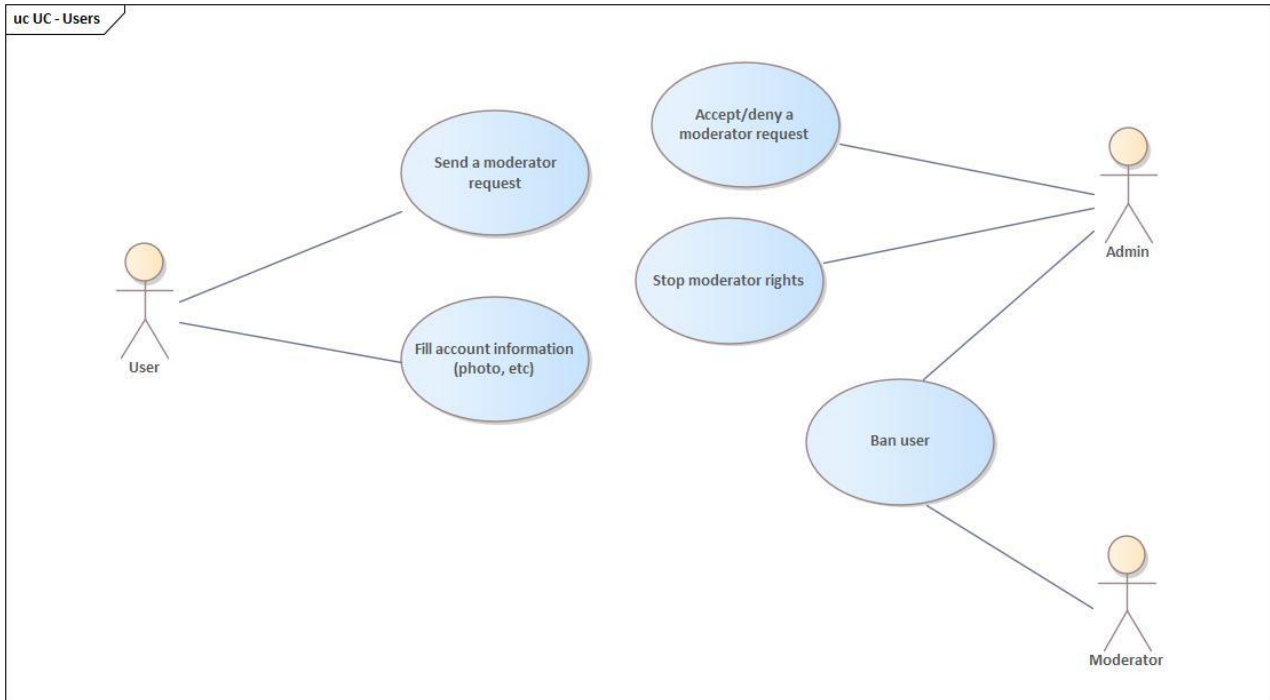 uc UC - Users
Accept/deny a
moderator request
Send a moderator
request
Admin
Stop moderator rights
User
Fill account information
(photo, etc)
Ban user
Moderator